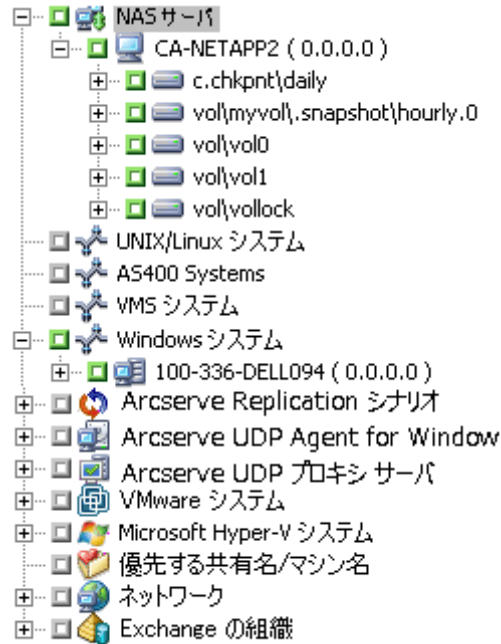 NASサーバ
CA-NETAPP2 ( 0.0.0.0 )
c.chkpnt\daily
vol\myvol\.snapshot\hourly.0
vol\vol0
vol\vol1
vol\vollock
UNIX/Linux システム
AS400 Systems
VMS システム
Windows システム
100-336-DELL094 ( 0.0.0.0 )
Arcserve Replication シナリオ
Arcserve UDP Agent for Window
Arcserve UDP プロキシ サーバ
VMware システム
Microsoft Hyper-V システム
優先する共有名/マシン名
ネットワーク
Exchange の組織